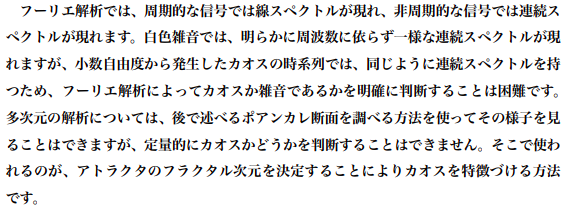 フーリエ解析では、周期的な信号では線スペクトルが現れ、非周期的な信号では連続ス
ペクトルが現れます。白色雑音では、明らかに周波数に依らず一様な連続スペクトルが現
れますが、小数自由度から発生したカオスの時系列では、同じように連続スペクトルを持
つため、フーリエ解析によってカオスか雑音であるかを明確に判断することは困難です。
多次元の解析については、後で述べるポアンカレ断面を調べる方法を使ってその様子を見
ることはできますが、定量的にカオスかどうかを判断することはできません。そこで使わ
れるのが、アトラクタのフラクタル次元を決定することによりカオスを特徴づける方法
です。